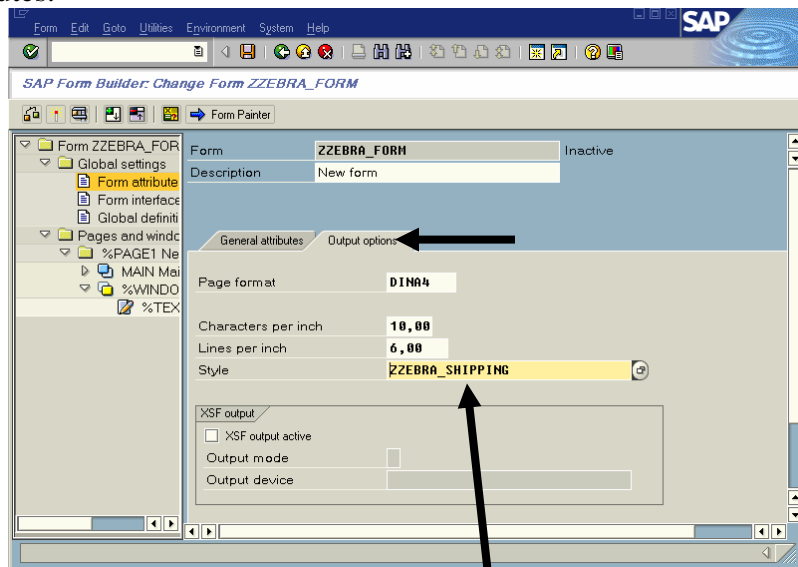 Form Edit Goto Utilities Environment System Help
SAP
SAP Form Builder: Change Form ZZEBRA_FORM
Form Painter
Form ZZEBRA_FOR
Global settings
Form attribute
Form interface
Global definiti
Pages and windc
%PAGE1 Ne
MAIN Mai
%WINDO
%TEX
Form ZZEBRA_FORM Inactive
Description New form
General attributes Output options
Page format DINA4
Characters per inch 10,00
Lines per inch 6,00
Style ZZEBRA_SHIPPING
XSF output
XSF output active
Output mode
Output device